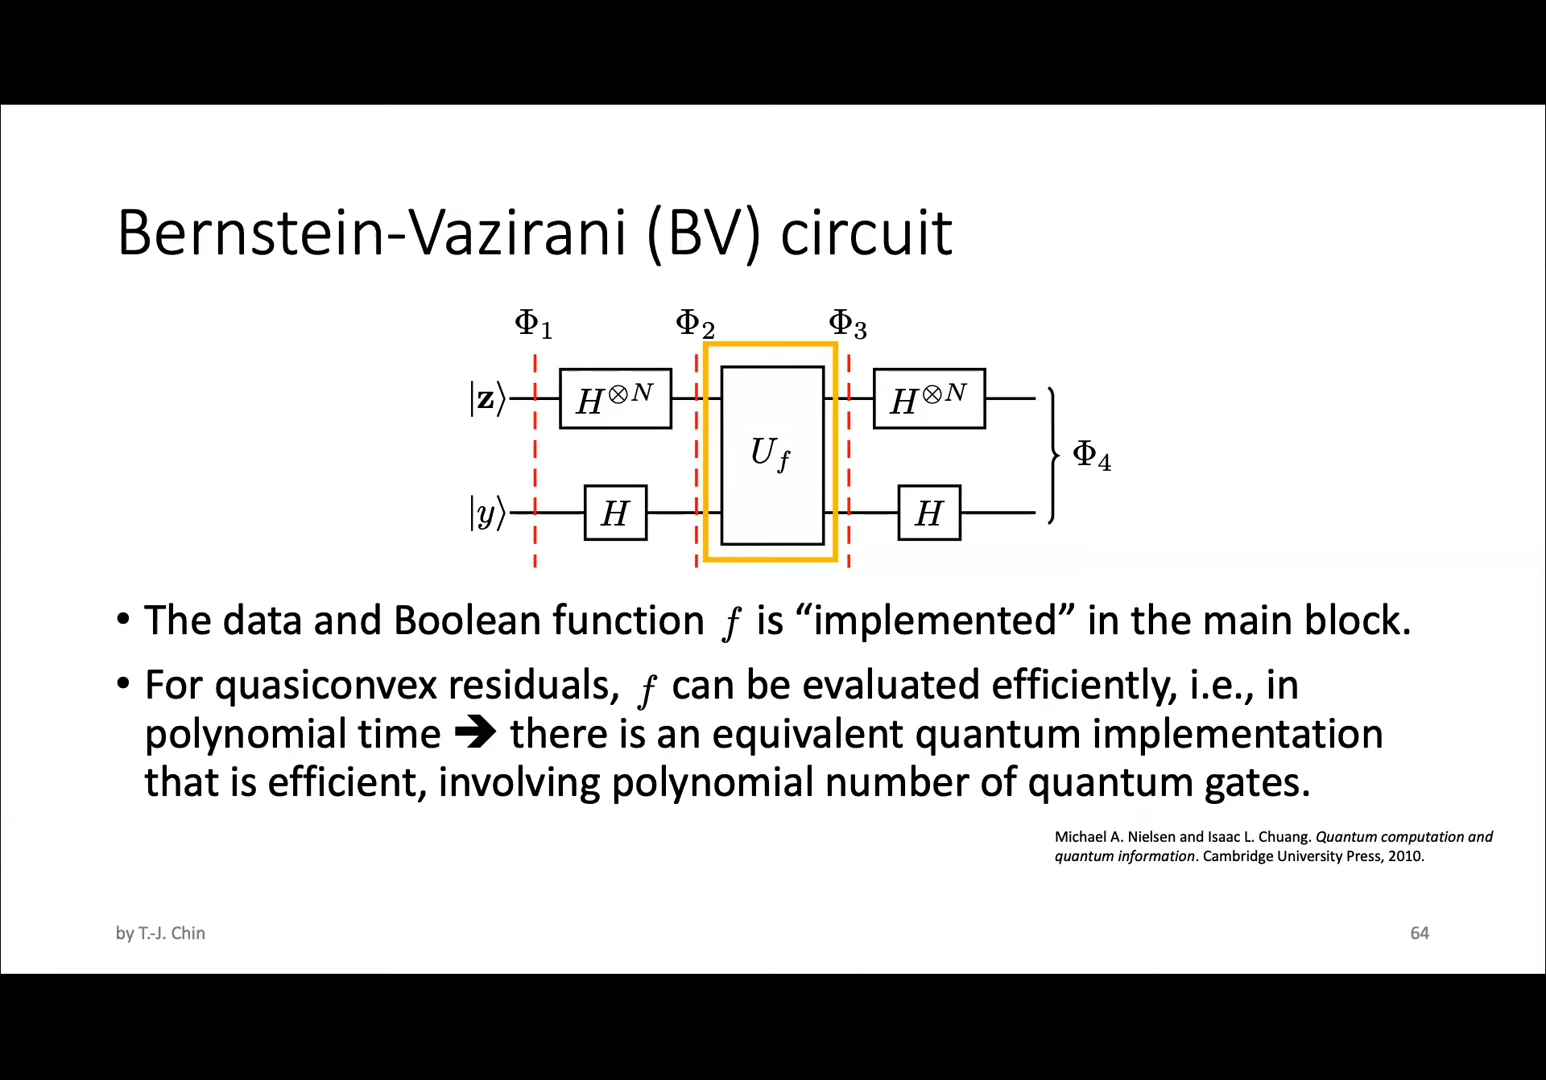 Bernstein-Vazirani (BV) circuit
Φ₁ Φ₂ Φ₃
|z⟩ H^{⊗N} H^{⊗N}
U_f Φ₄
|y⟩ H H
• The data and Boolean function f is “implemented” in the main block.
• For quasiconvex residuals, f can be evaluated efficiently, i.e., in
polynomial time ➔ there is an equivalent quantum implementation
that is efficient, involving polynomial number of quantum gates.
Michael A. Nielsen and Isaac L. Chuang. Quantum computation and
quantum information. Cambridge University Press, 2010.
by T.-J. Chin 64